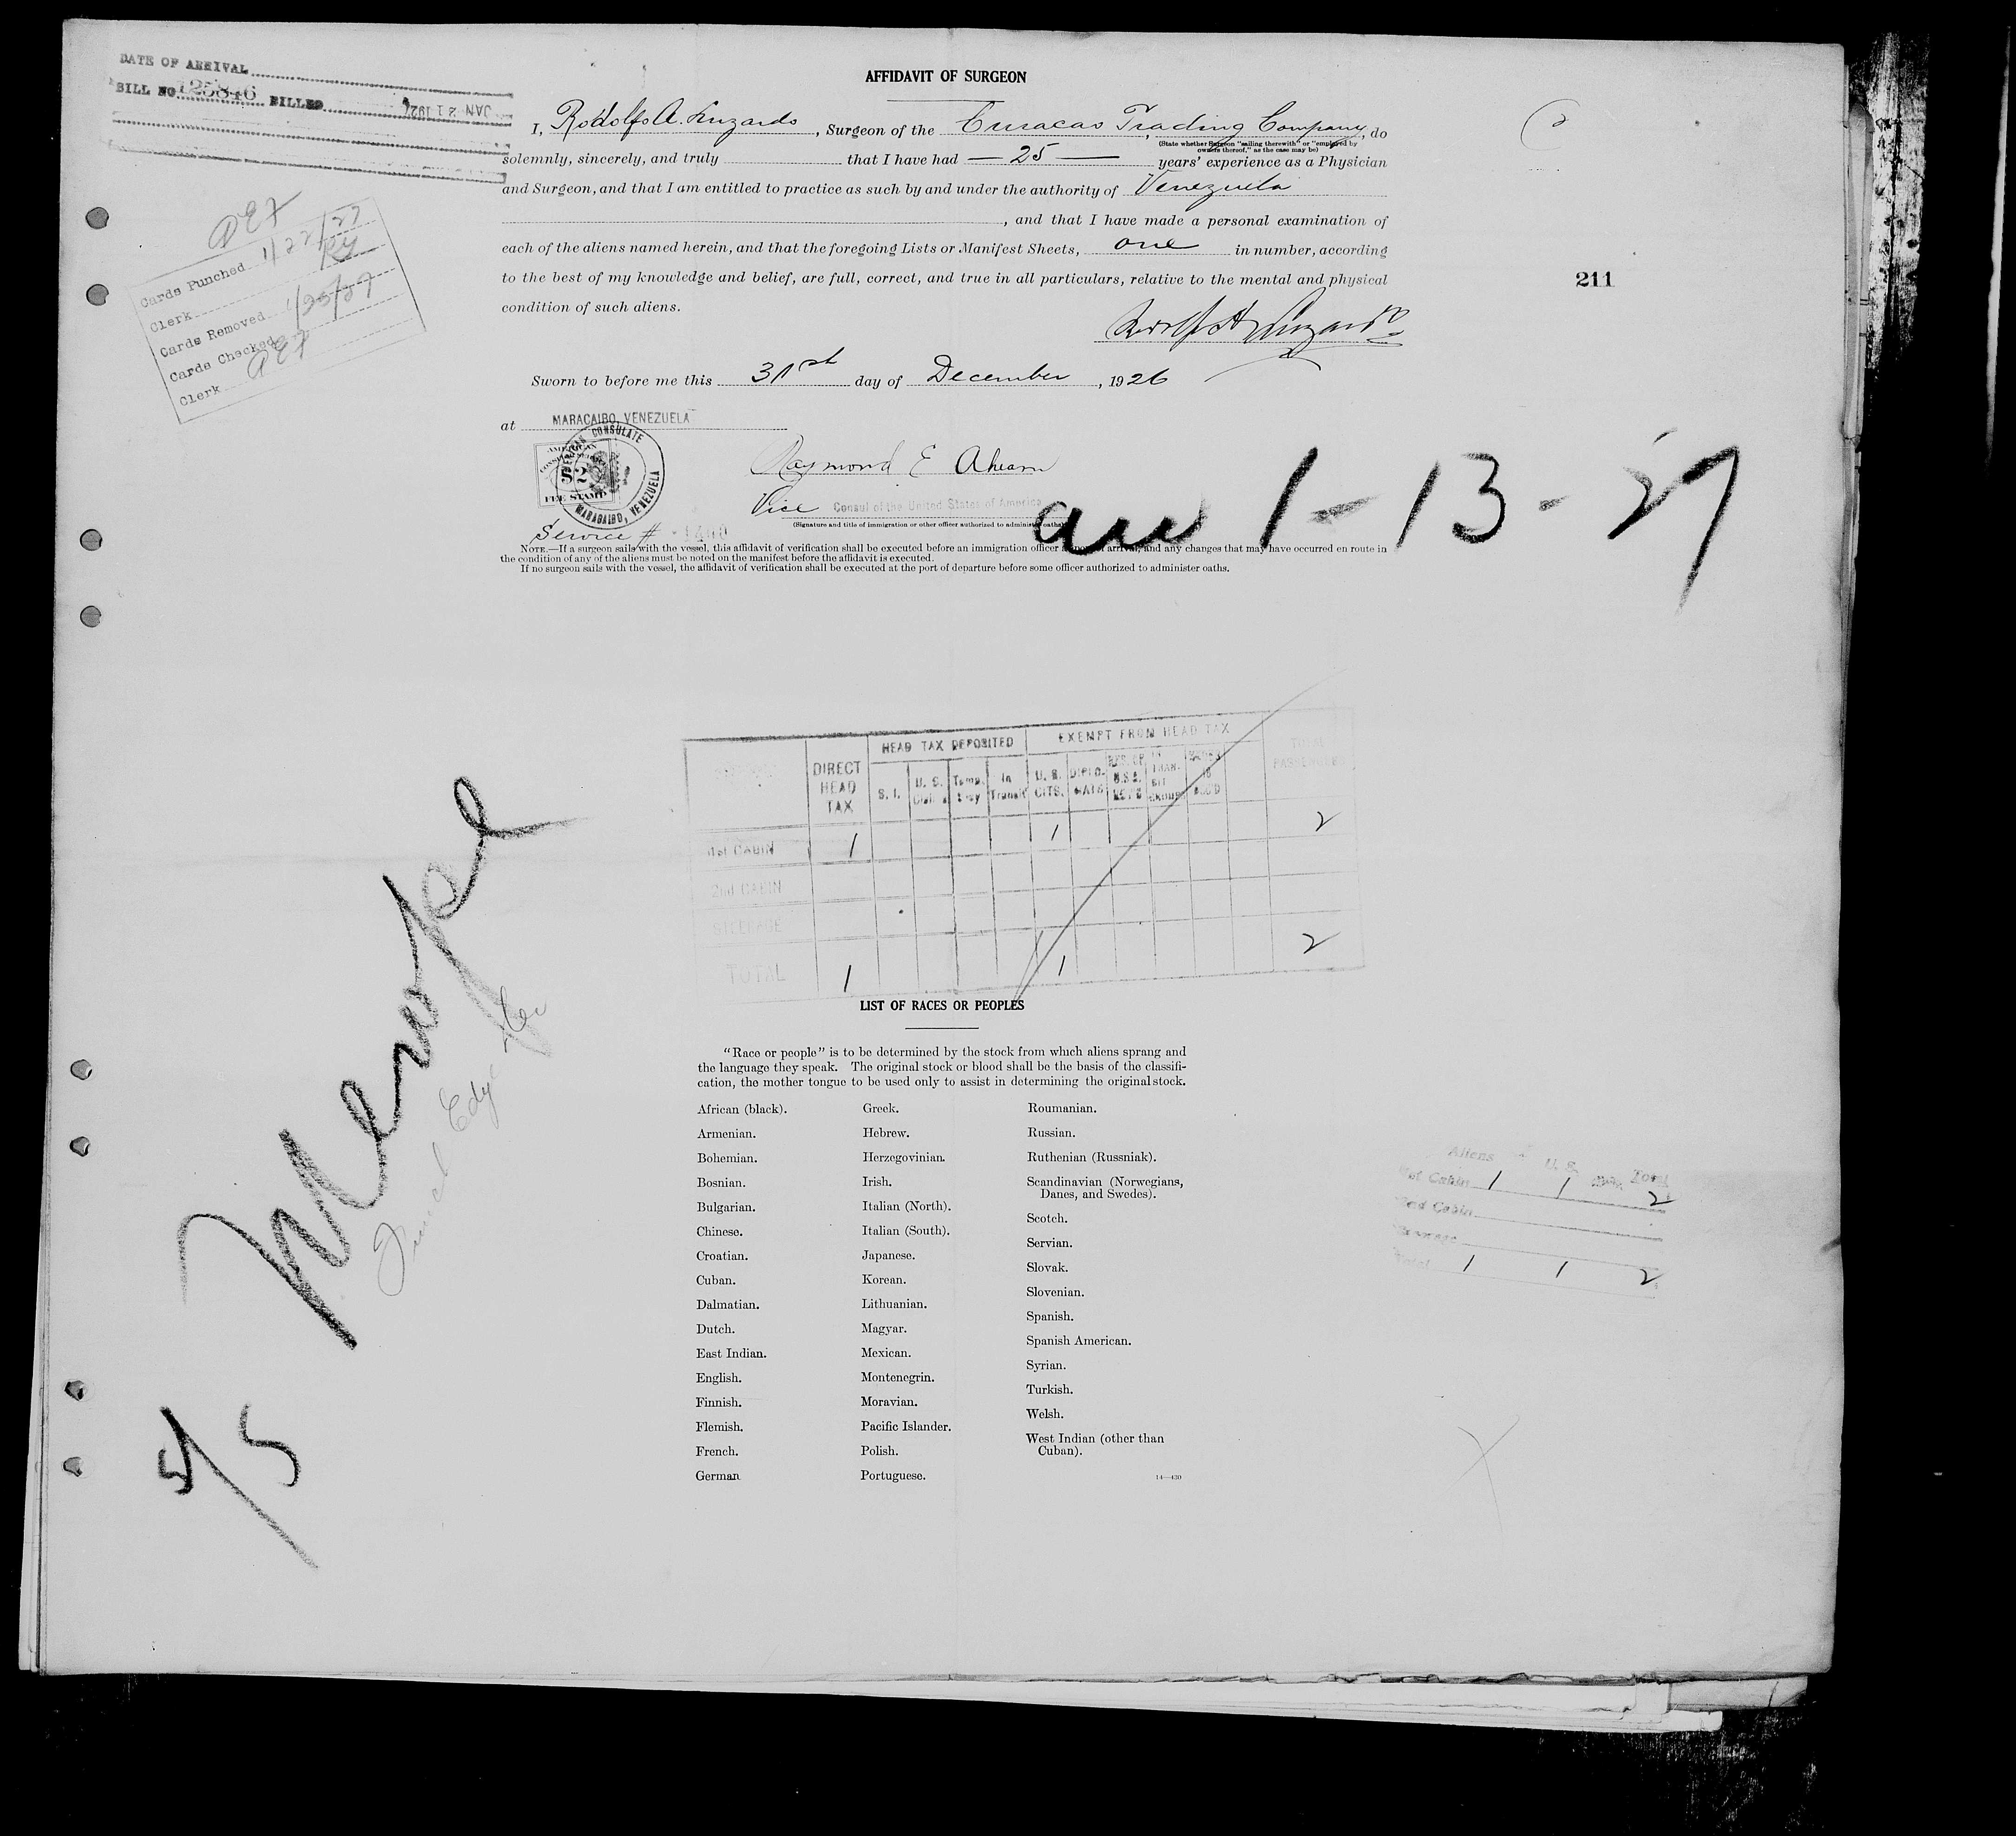 DATE OF ARRIVAL
BILL NO. 125846 BILLED JAN 21 1927
AFFIDAVIT OF SURGEON
I, Rodolfo A. Luzardo, Surgeon of the Curacao Trading Company, do
(State whether Surgeon "sailing therewith" or "employed by
owners thereof," as the case may be)
solemnly, sincerely, and truly that I have had — 25 — years' experience as a Physician
and Surgeon, and that I am entitled to practice as such by and under the authority of Venezuela
, and that I have made a personal examination of
each of the aliens named herein, and that the foregoing Lists or Manifest Sheets, one in number, according
to the best of my knowledge and belief, are full, correct, and true in all particulars, relative to the mental and physical
condition of such aliens.
211
Cards Punched 1/22/27
Clerk
Cards Removed 1/25/27
Cards Checked
Clerk
Sworn to before me this 31st day of December, 1926
at MARACAIBO, VENEZUELA
AMERICAN CONSULATE
MARACAIBO, VENEZUELA
FEE STAMP
Raymond E Ahearn
Vice Consul of the United States of America
(Signature and title of immigration or other officer authorized to administer oaths)
Service #
arr 1-13-27
NOTE.—If a surgeon sails with the vessel, this affidavit of verification shall be executed before an immigration officer arrival, and any changes that may have occurred en route in
the condition of any of the aliens must be noted on the manifest before the affidavit is executed.
If no surgeon sails with the vessel, the affidavit of verification shall be executed at the port of departure before some officer authorized to administer oaths.
HEAD TAX DEPOSITED EXEMPT FROM HEAD TAX
DIRECT HEAD TAX S. I. In Transit U. S. CITS. DIPLO-MATS TOTAL PASSENGERS
1st CABIN 1 1 2
2nd CABIN
STEERAGE
TOTAL 1 1 2
S/S Merope
LIST OF RACES OR PEOPLES
"Race or people" is to be determined by the stock from which aliens sprang and
the language they speak. The original stock or blood shall be the basis of the classifi-
cation, the mother tongue to be used only to assist in determining the original stock.
African (black).
Armenian.
Bohemian.
Bosnian.
Bulgarian.
Chinese.
Croatian.
Cuban.
Dalmatian.
Dutch.
East Indian.
English.
Finnish.
Flemish.
French.
German
Greek.
Hebrew.
Herzegovinian.
Irish.
Italian (North).
Italian (South).
Japanese.
Korean.
Lithuanian.
Magyar.
Mexican.
Montenegrin.
Moravian.
Pacific Islander.
Polish.
Portuguese.
Roumanian.
Russian.
Ruthenian (Russniak).
Scandinavian (Norwegians,
Danes, and Swedes).
Scotch.
Servian.
Slovak.
Slovenian.
Spanish.
Spanish American.
Syrian.
Turkish.
Welsh.
West Indian (other than
Cuban).
14—430
Aliens U. S. Total
1st Cabin 1 1 2
2nd Cabin
Steerage
Total 1 1 2